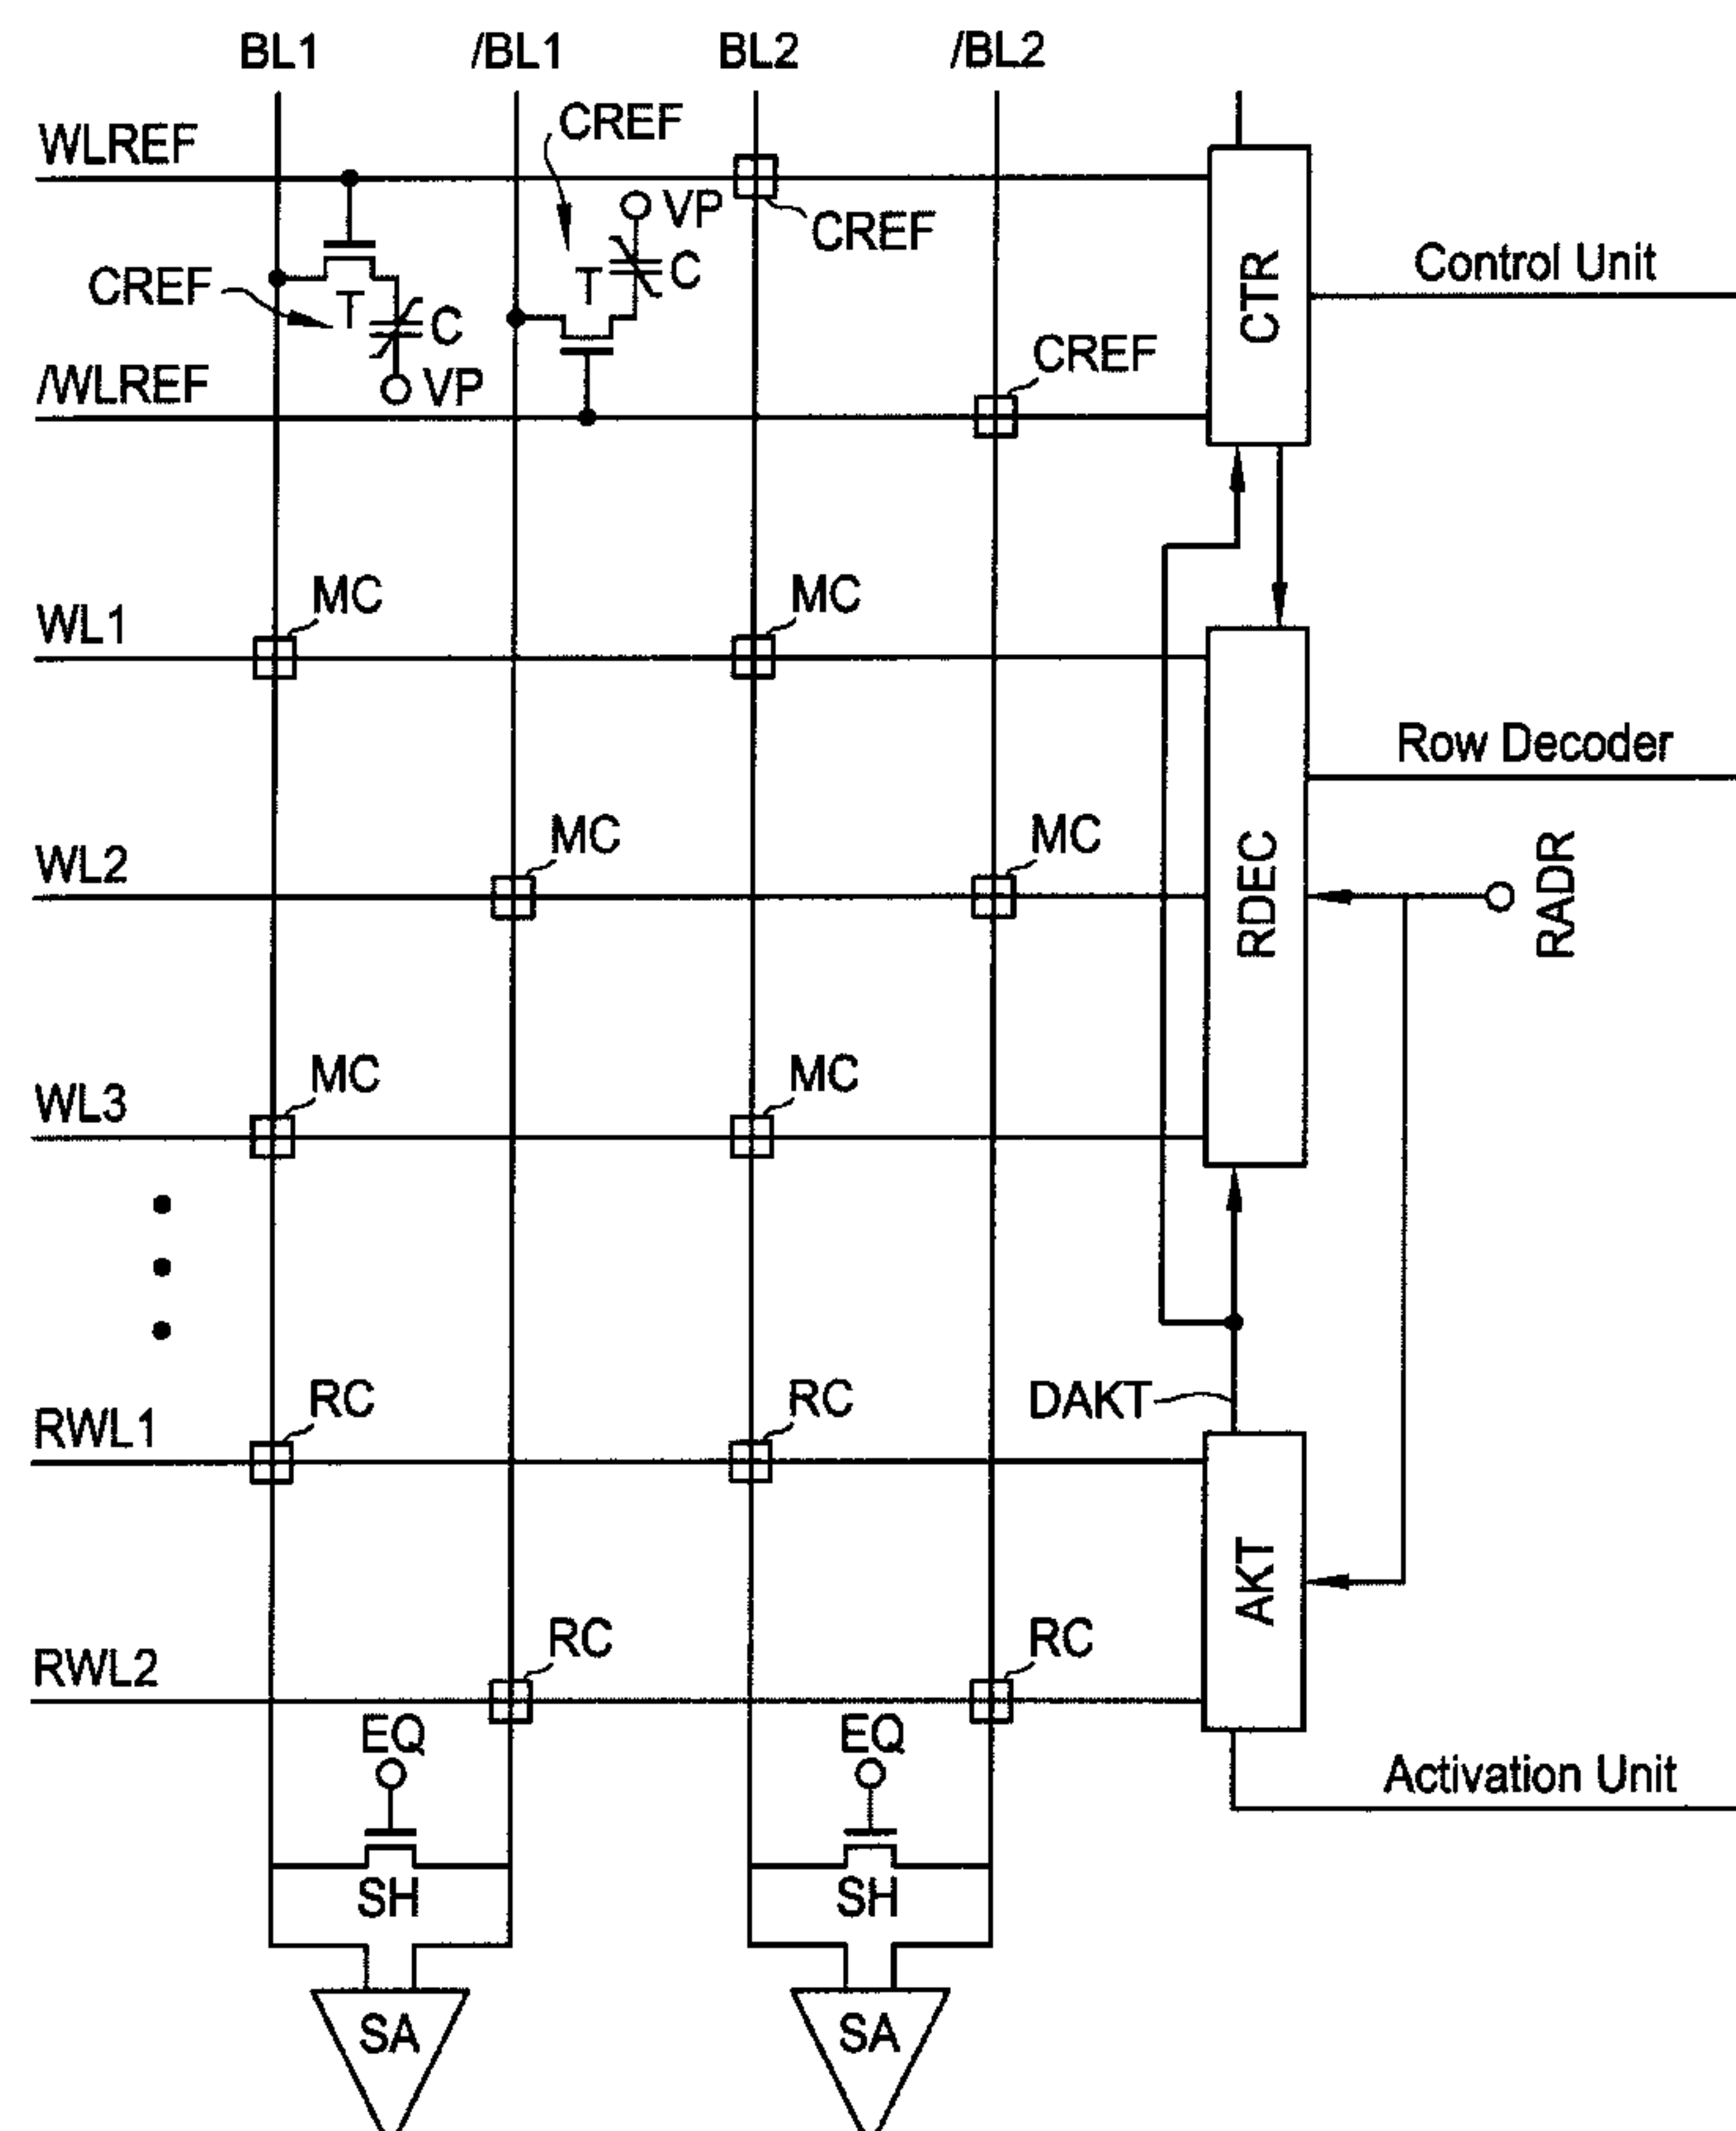 BL1 /BL1 BL2 /BL2
WLREF
CREF
VP
CREF
CREF
T
C
T
C
VP
/WLREF
CREF
CTR
Control Unit
WL1
MC
MC
Row Decoder
WL2
MC
MC
RDEC
RADR
WL3
MC
MC
RWL1
RC
RC
DAKT
AKT
RWL2
RC
RC
EQ
EQ
Activation Unit
SH
SH
SA
SA